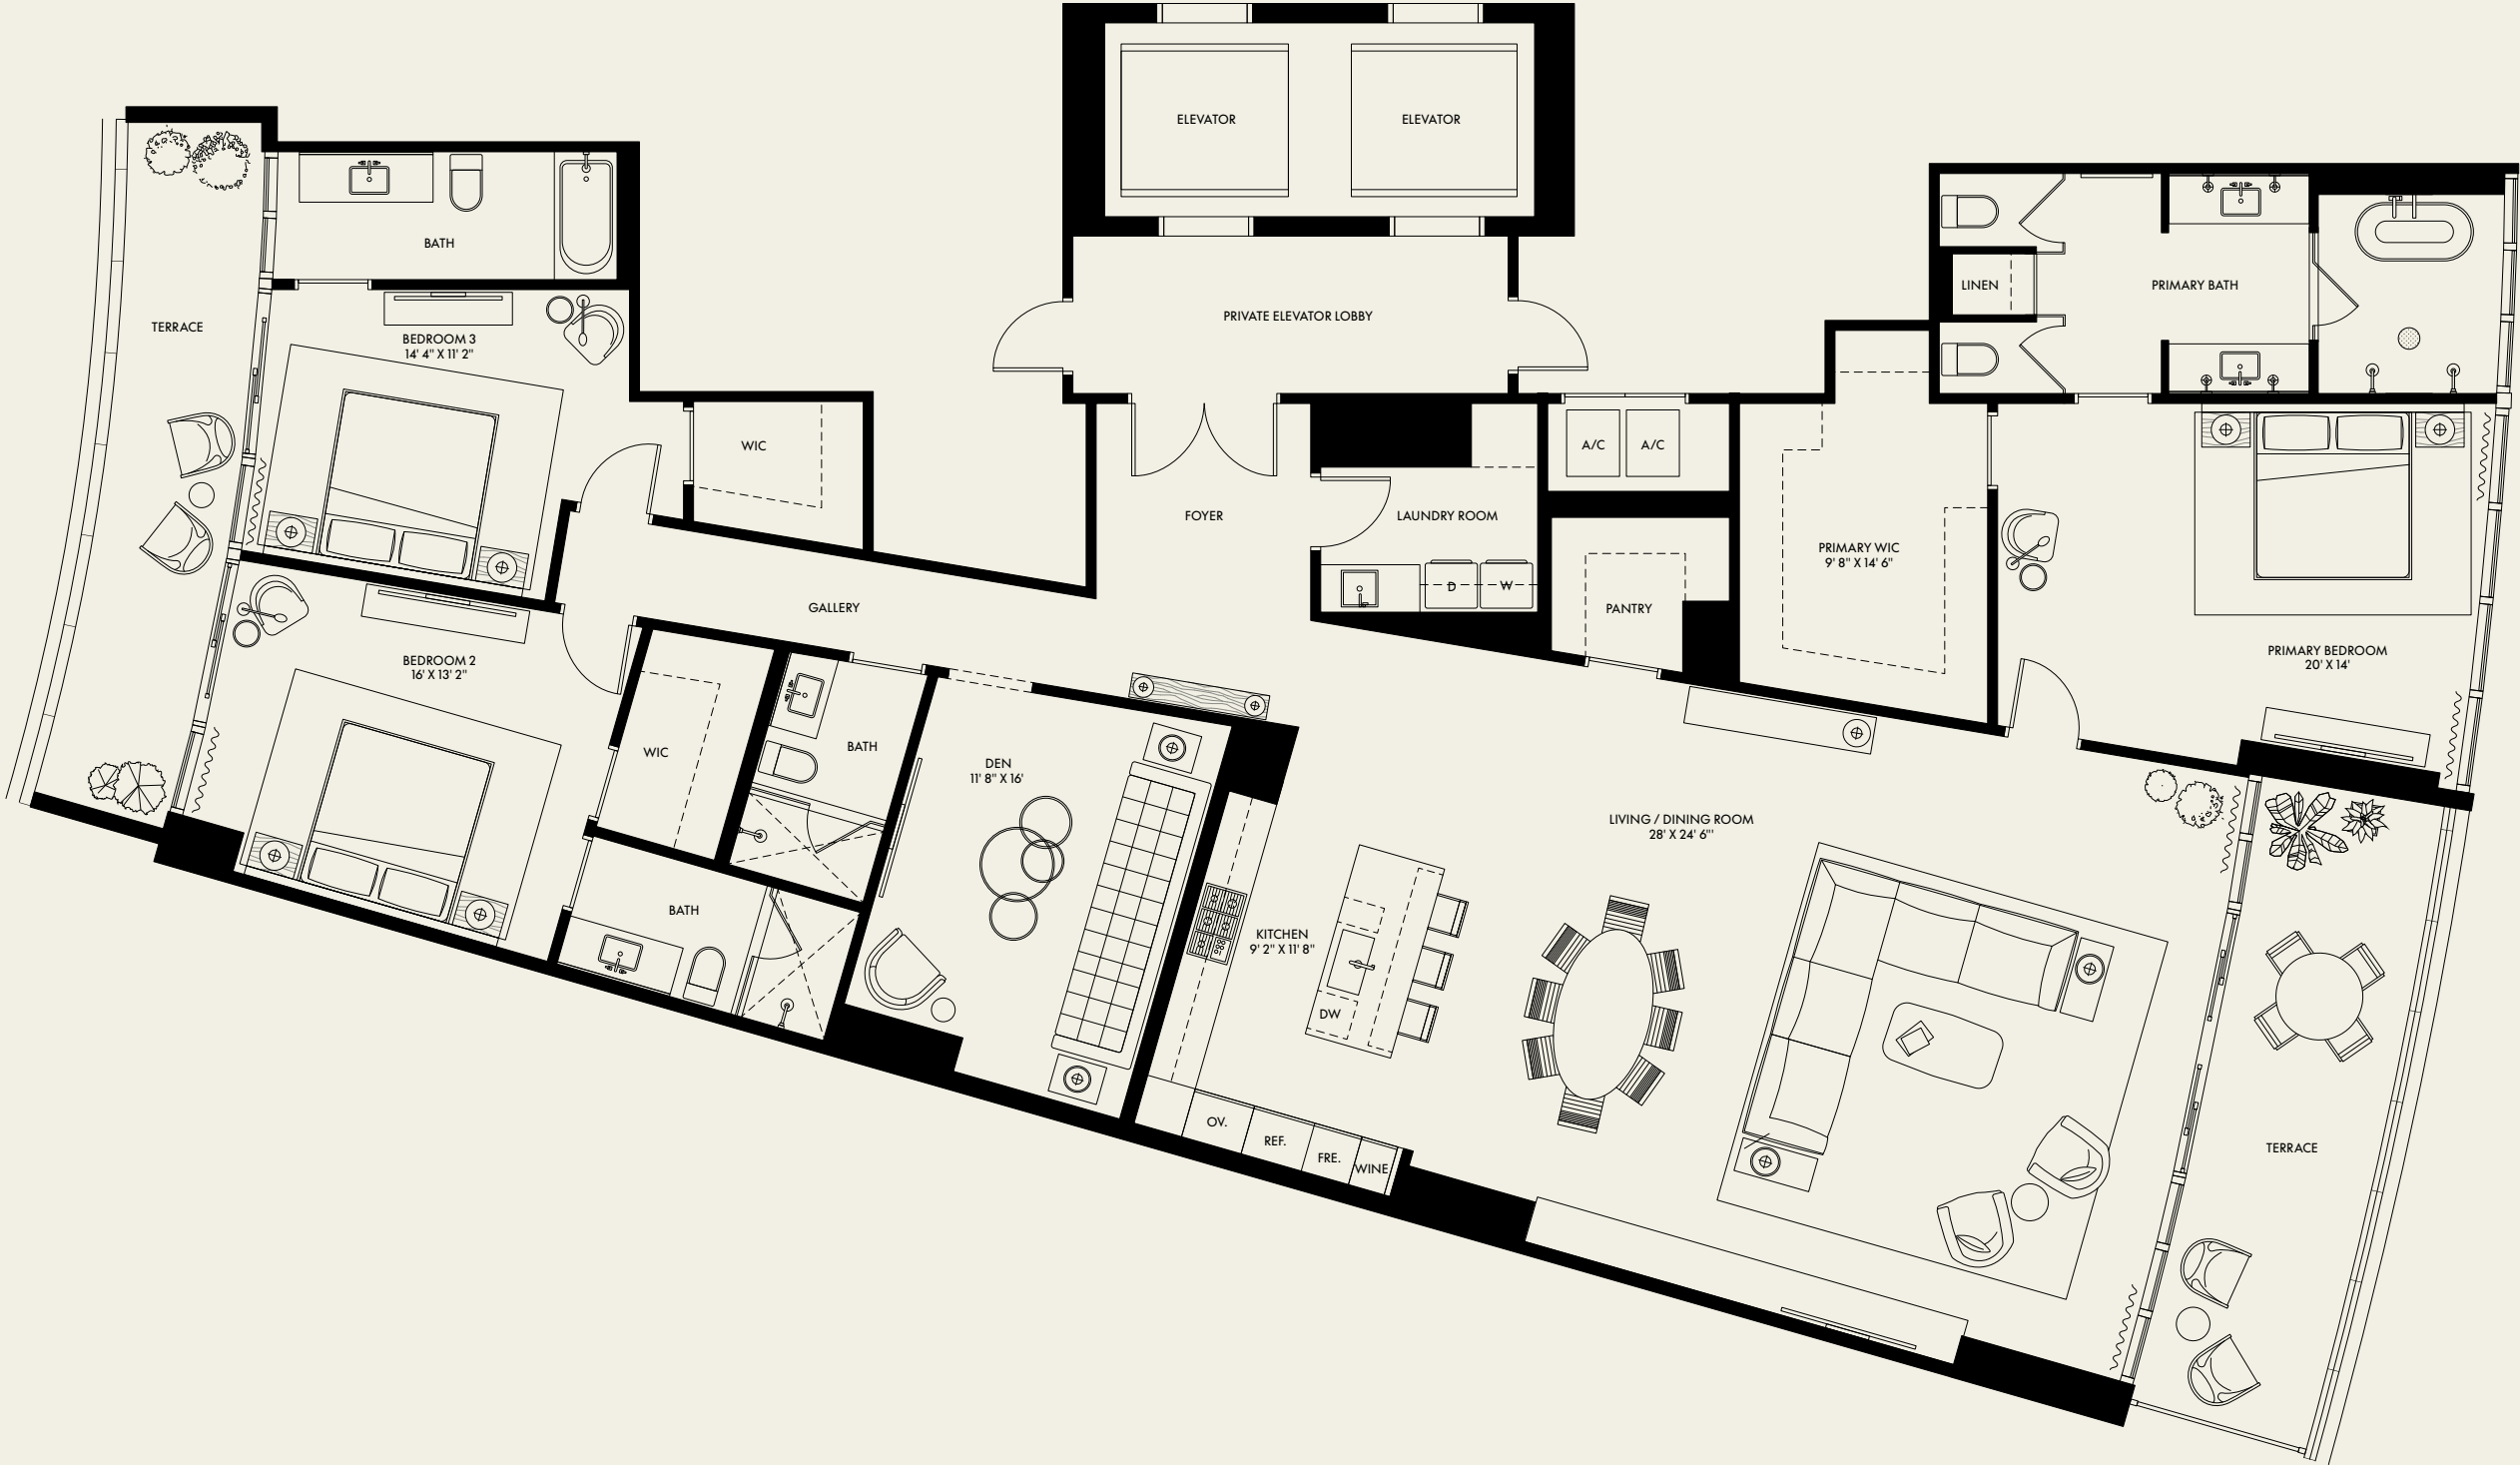 ELEVATOR
ELEVATOR
PRIVATE ELEVATOR LOBBY
BATH
TERRACE
BEDROOM 3
14' 4" X 11' 2"
WIC
FOYER
LAUNDRY ROOM
D
W
A/C
A/C
PANTRY
LINEN
PRIMARY BATH
PRIMARY WIC
9' 8" X 14' 6"
PRIMARY BEDROOM
20' X 14'
GALLERY
BEDROOM 2
16' X 13' 2"
WIC
BATH
BATH
DEN
11' 8" X 16'
KITCHEN
9' 2" X 11' 8"
DW
OV.
REF.
FRE.
WINE
LIVING / DINING ROOM
28' X 24' 6"'
TERRACE